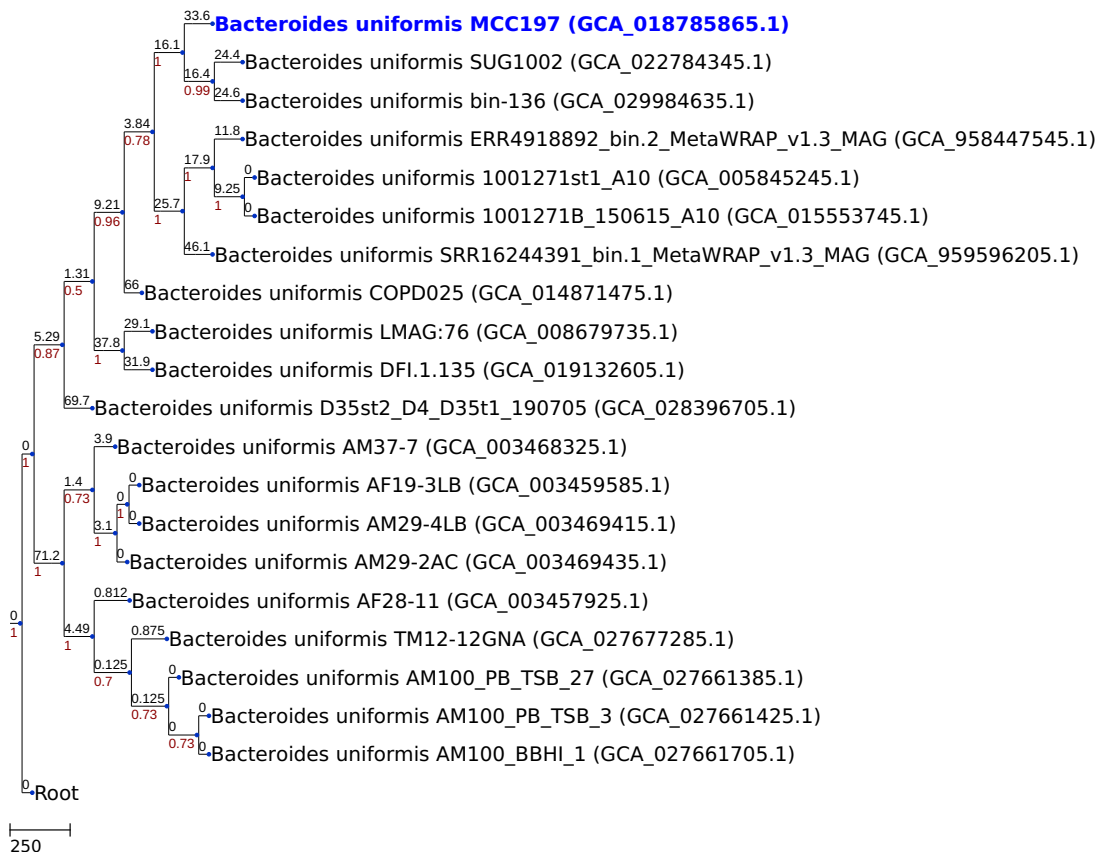 33.6 Bacteroides uniformis MCC197 (GCA_018785865.1)
16.1
1
24.4 Bacteroides uniformis SUG1002 (GCA_022784345.1)
16.4
0.99
24.6 Bacteroides uniformis bin-136 (GCA_029984635.1)
3.84
0.78
11.8 Bacteroides uniformis ERR4918892_bin.2_MetaWRAP_v1.3_MAG (GCA_958447545.1)
17.9
1
0 Bacteroides uniformis 1001271st1_A10 (GCA_005845245.1)
9.25
1
0 Bacteroides uniformis 1001271B_150615_A10 (GCA_015553745.1)
25.7
1
9.21
0.96
46.1 Bacteroides uniformis SRR16244391_bin.1_MetaWRAP_v1.3_MAG (GCA_959596205.1)
1.31
0.5
66 Bacteroides uniformis COPD025 (GCA_014871475.1)
29.1 Bacteroides uniformis LMAG:76 (GCA_008679735.1)
5.29
0.87
37.8
1
31.9 Bacteroides uniformis DFI.1.135 (GCA_019132605.1)
69.7 Bacteroides uniformis D35st2_D4_D35t1_190705 (GCA_028396705.1)
0
1
3.9 Bacteroides uniformis AM37-7 (GCA_003468325.1)
1.4
0.73
0 Bacteroides uniformis AF19-3LB (GCA_003459585.1)
0
1
0 Bacteroides uniformis AM29-4LB (GCA_003469415.1)
3.1
1
0 Bacteroides uniformis AM29-2AC (GCA_003469435.1)
71.2
1
0.812 Bacteroides uniformis AF28-11 (GCA_003457925.1)
0
1
4.49
1
0.875 Bacteroides uniformis TM12-12GNA (GCA_027677285.1)
0.125
0.7
0 Bacteroides uniformis AM100_PB_TSB_27 (GCA_027661385.1)
0.125
0.73
0 Bacteroides uniformis AM100_PB_TSB_3 (GCA_027661425.1)
0
0.73
0 Bacteroides uniformis AM100_BBHI_1 (GCA_027661705.1)
0 Root
250